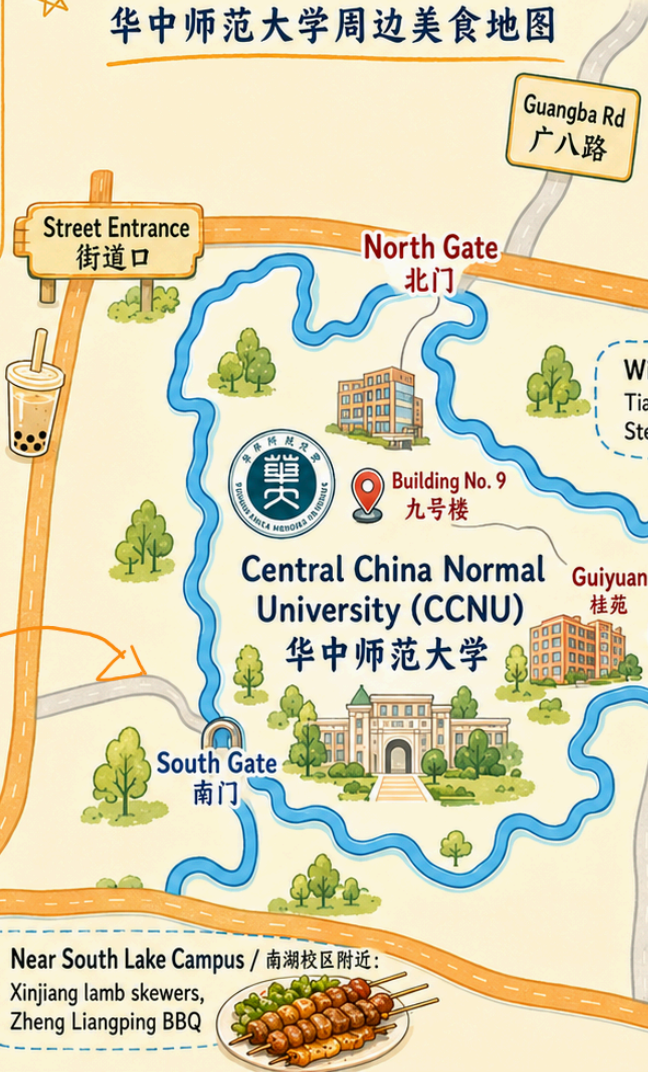 华中师范大学周边美食地图
Guangba Rd
广八路
Street Entrance
街道口
North Gate
北门
Building No. 9
九号楼
Central China Normal
University (CCNU)
华中师范大学
Guiyuan
桂苑
South Gate
南门
Near South Lake Campus / 南湖校区附近:
Xinjiang lamb skewers,
Zheng Liangping BBQ